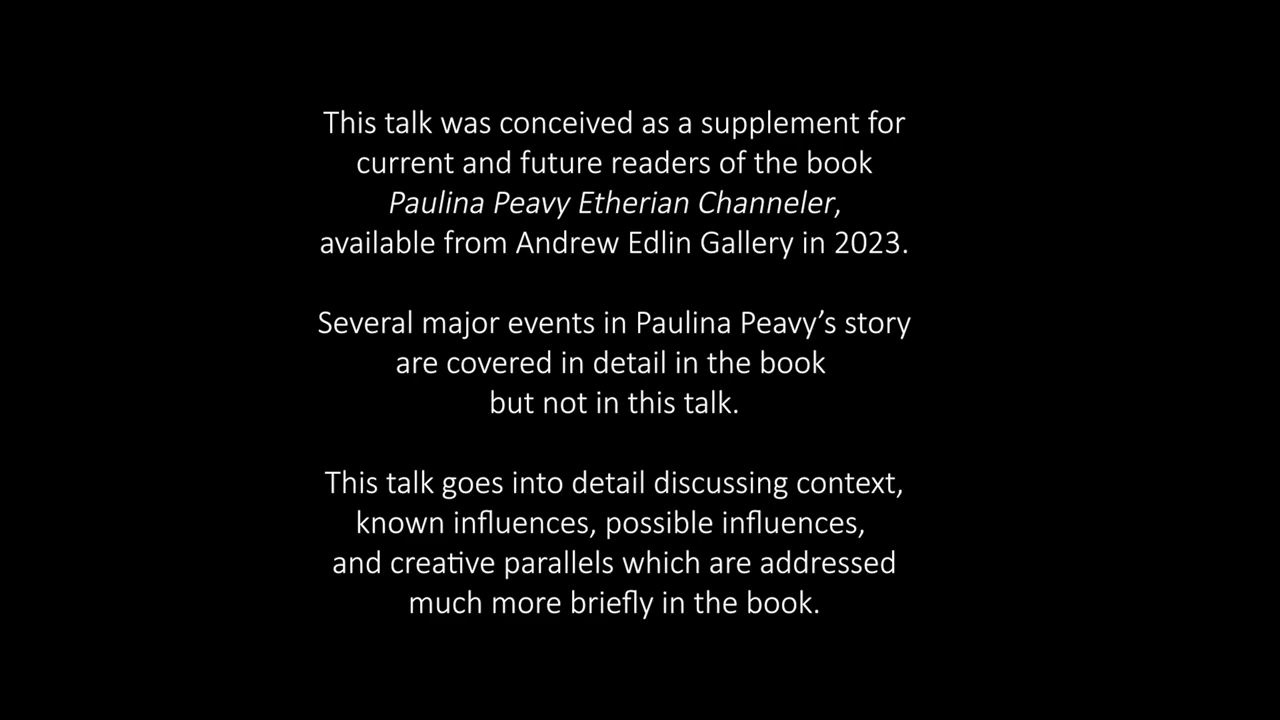 This talk was conceived as a supplement for
current and future readers of the book
Paulina Peavy Etherian Channeler,
available from Andrew Edlin Gallery in 2023.
Several major events in Paulina Peavy’s story
are covered in detail in the book
but not in this talk.
This talk goes into detail discussing context,
known influences, possible influences,
and creative parallels which are addressed
much more briefly in the book.